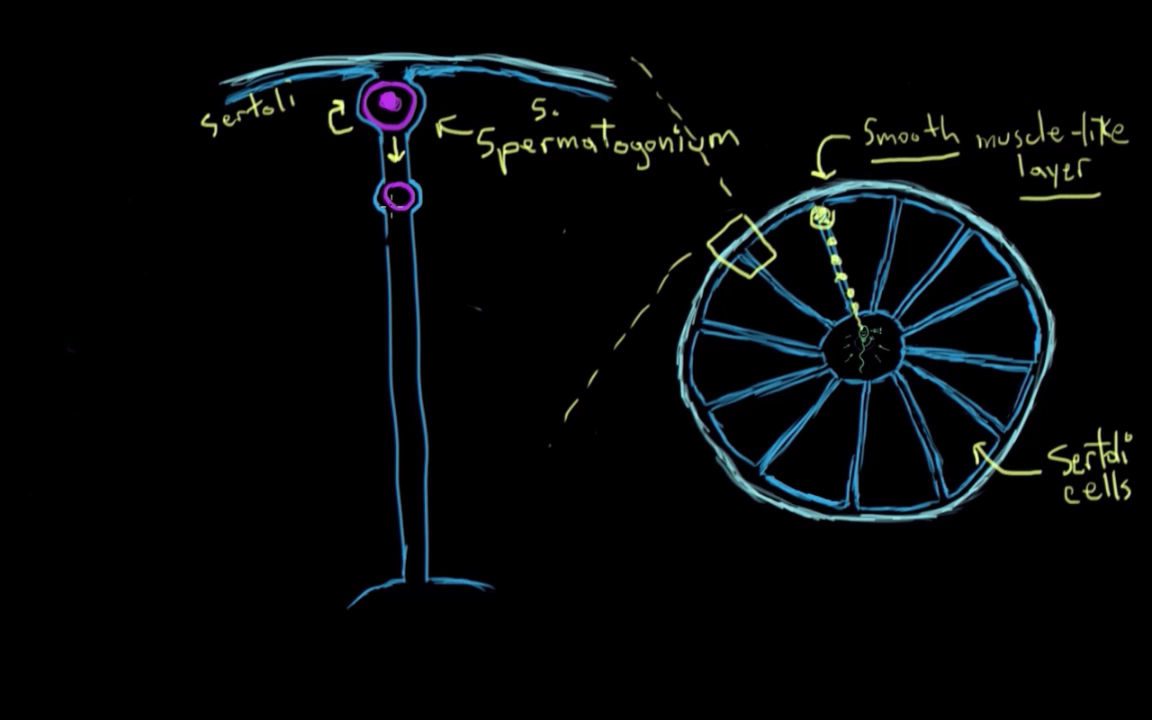 Sertoli
S.
Spermatogonium
Smooth muscle-like
layer
Sertoli
cells